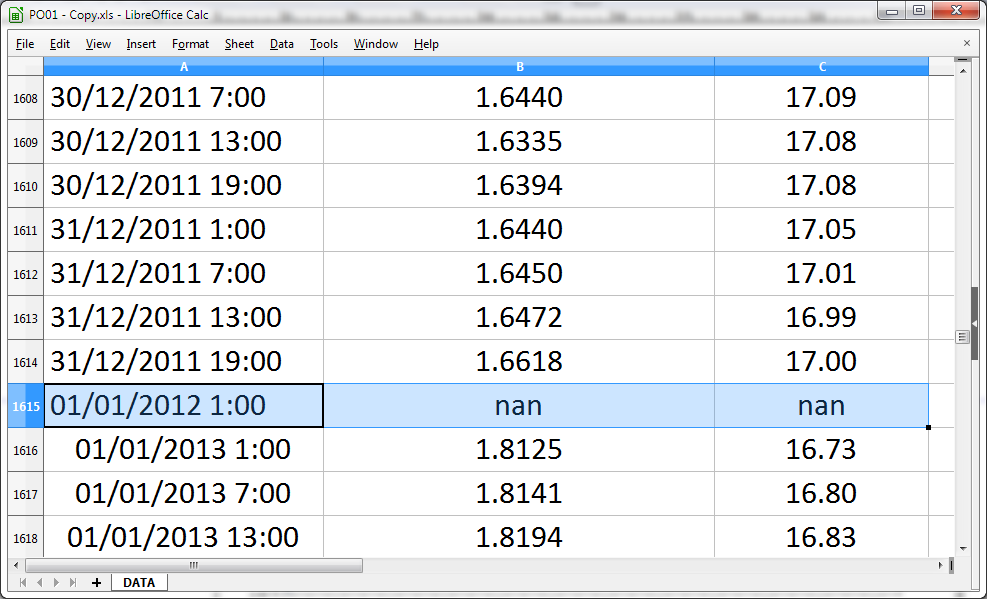 PO01 - Copy.xls - LibreOffice Calc
File Edit View Insert Format Sheet Data Tools Window Help
A B C
1608 30/12/2011 7:00 1.6440 17.09
1609 30/12/2011 13:00 1.6335 17.08
1610 30/12/2011 19:00 1.6394 17.08
1611 31/12/2011 1:00 1.6440 17.05
1612 31/12/2011 7:00 1.6450 17.01
1613 31/12/2011 13:00 1.6472 16.99
1614 31/12/2011 19:00 1.6618 17.00
1615 01/01/2012 1:00 nan nan
1616 01/01/2013 1:00 1.8125 16.73
1617 01/01/2013 7:00 1.8141 16.80
1618 01/01/2013 13:00 1.8194 16.83
DATA